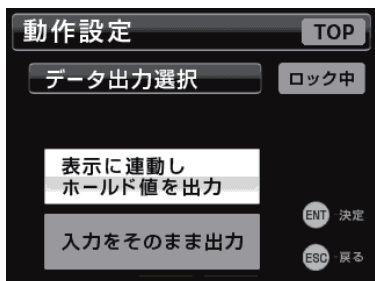 動作設定
TOP
データ出力選択
ロック中
表示に連動し
ホールド値を出力
入力をそのまま出力
ENT 決定
ESC 戻る